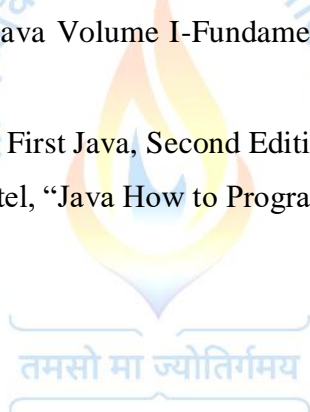 ava Volume I-Fundame
First Java, Second Editi
tel, “Java How to Progra
तमसो मा ज्योतिर्गमय